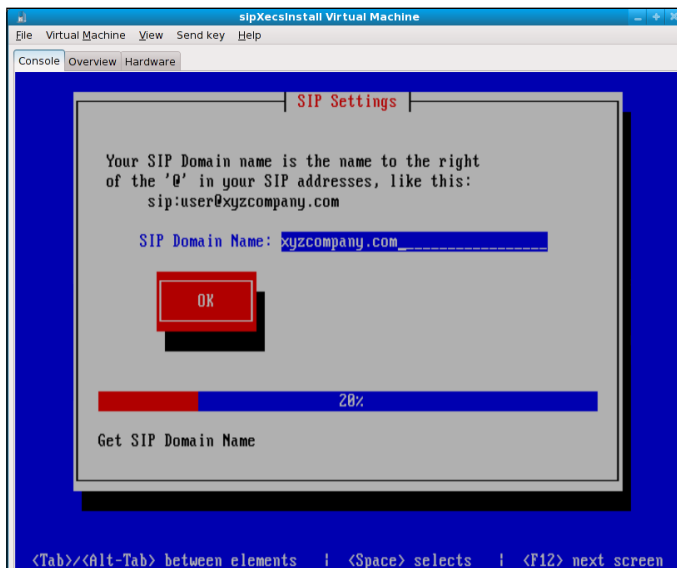 sipXecsInstall Virtual Machine
File Virtual Machine View Send key Help
Console Overview Hardware
SIP Settings
Your SIP Domain name is the name to the right
of the '@' in your SIP addresses, like this:
sip:user@xyzcompany.com
SIP Domain Name: xyzcompany.com__________________
OK
20%
Get SIP Domain Name
<Tab>/<Alt-Tab> between elements | <Space> selects | <F12> next screen